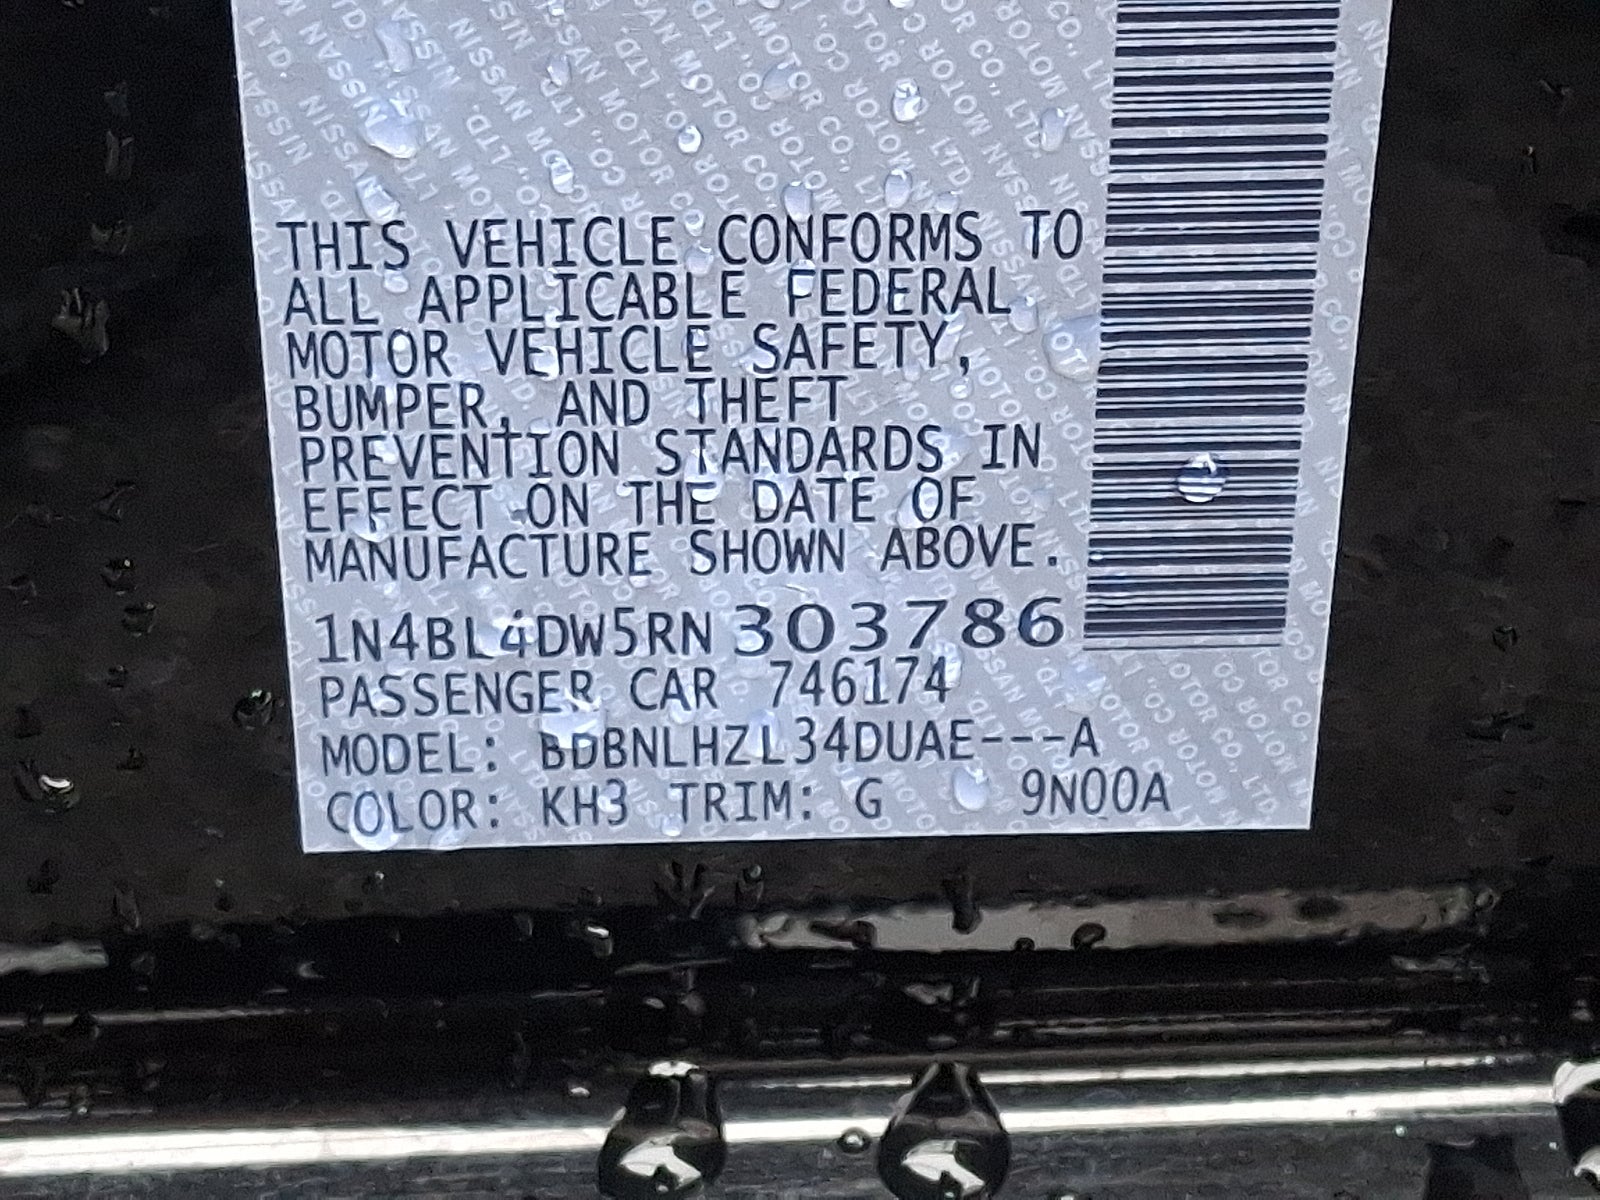 THIS VEHICLE CONFORMS TO
ALL APPLICABLE FEDERAL
MOTOR VEHICLE SAFETY,
BUMPER, AND THEFT
PREVENTION STANDARDS IN
EFFECT ON THE DATE OF
MANUFACTURE SHOWN ABOVE.
1N4BL4DW5RN303786
PASSENGER CAR 746174
MODEL: BDBNLHZL34DUAE---A
COLOR: KH3 TRIM: G 9N00A